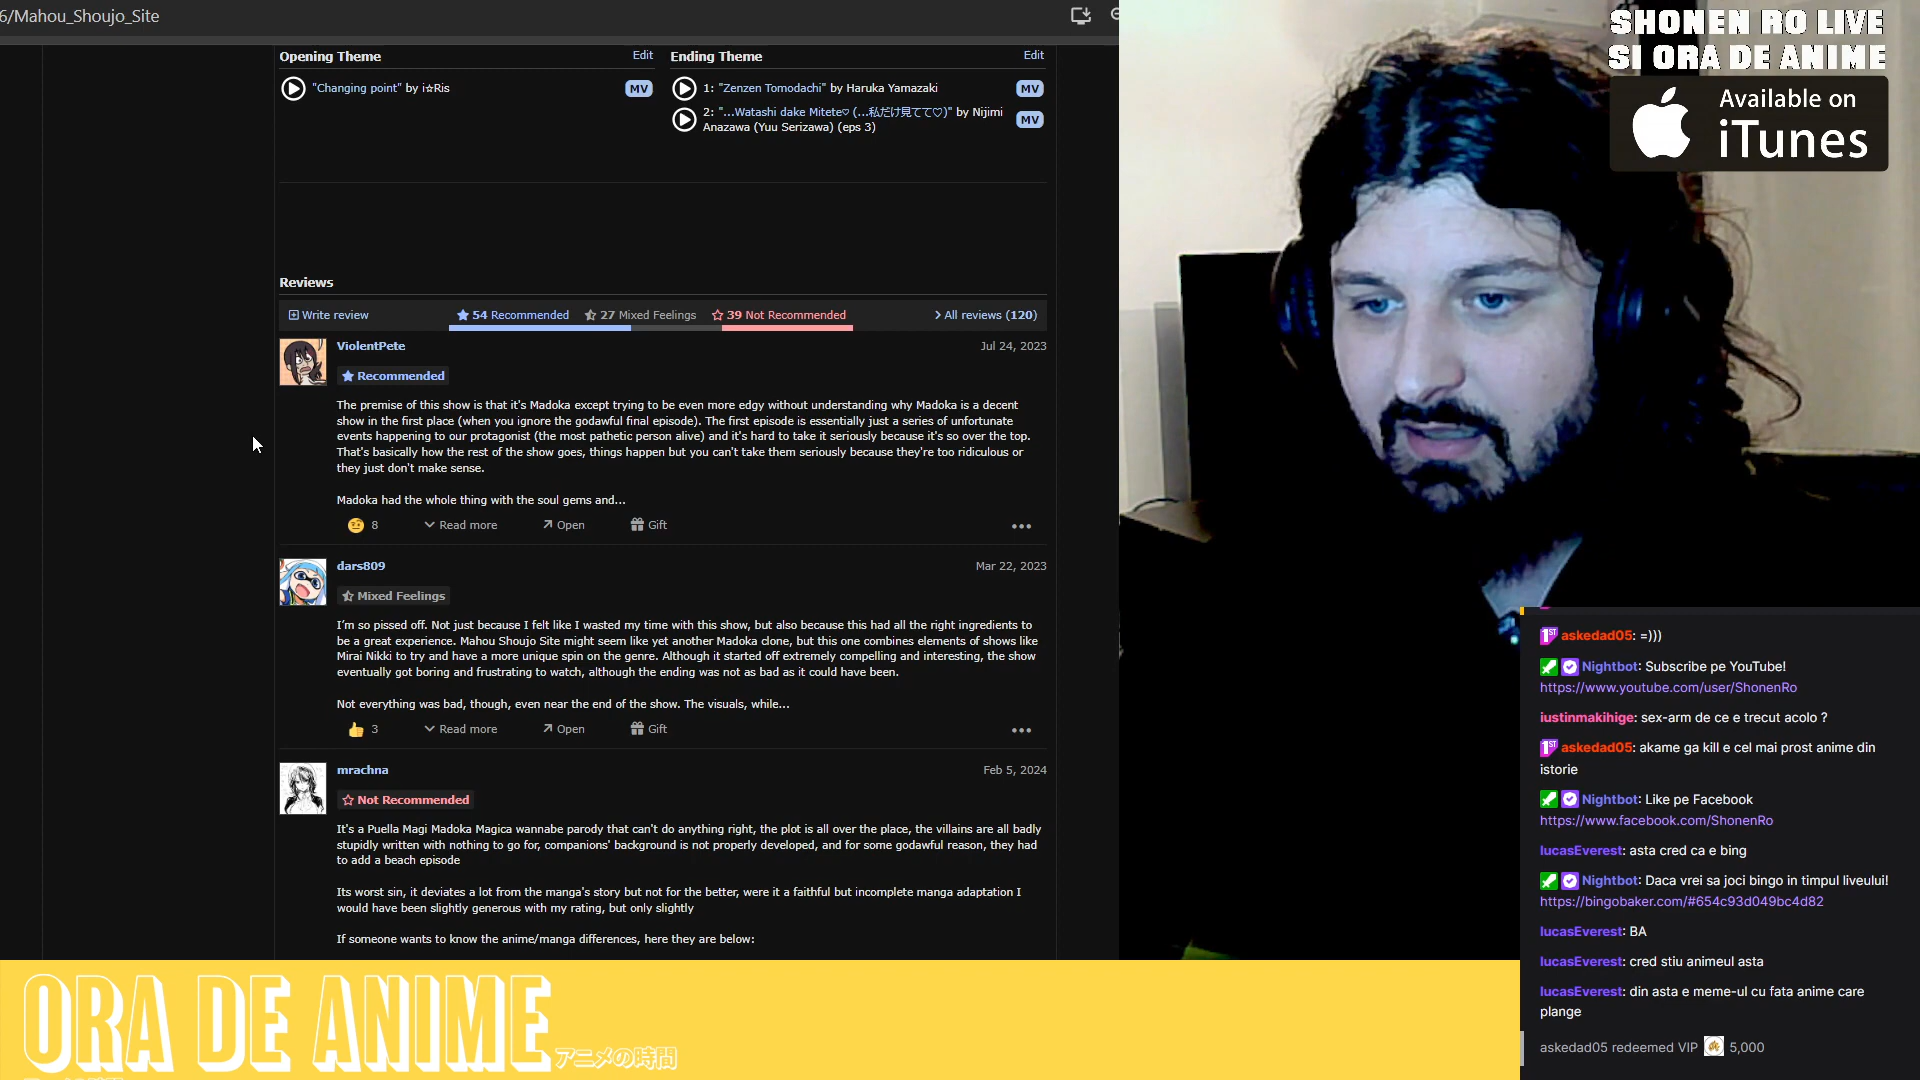 6/Mahou_Shoujo_Site
Opening Theme
Edit
"Changing point" by i☆Ris
MV
Ending Theme
Edit
1: "Zenzen Tomodachi" by Haruka Yamazaki
MV
2: "...Watashi dake Mitete♡ (...私だけ見てて♡)" by Nijimi
Anazawa (Yuu Serizawa) (eps 3)
MV
Reviews
Write review
54 Recommended
27 Mixed Feelings
39 Not Recommended
All reviews (120)
ViolentPete
Jul 24, 2023
Recommended
The premise of this show is that it's Madoka except trying to be even more edgy without understanding why Madoka is a decent
show in the first place (when you ignore the godawful final episode). The first episode is essentially just a series of unfortunate
events happening to our protagonist (the most pathetic person alive) and it's hard to take it seriously because it's so over the top.
That's basically how the rest of the show goes, things happen but you can't take them seriously because they're too ridiculous or
they just don't make sense.
Madoka had the whole thing with the soul gems and...
8
Read more
Open
Gift
dars809
Mar 22, 2023
Mixed Feelings
I'm so pissed off. Not just because I felt like I wasted my time with this show, but also because this had all the right ingredients to
be a great experience. Mahou Shoujo Site might seem like yet another Madoka clone, but this one combines elements of shows like
Mirai Nikki to try and have a more unique spin on the genre. Although it started off extremely compelling and interesting, the show
eventually got boring and frustrating to watch, although the ending was not as bad as it could have been.
Not everything was bad, though, even near the end of the show. The visuals, while...
3
Read more
Open
Gift
mrachna
Feb 5, 2024
Not Recommended
It's a Puella Magi Madoka Magica wannabe parody that can't do anything right, the plot is all over the place, the villains are all badly
stupidly written with nothing to go for, companions' background is not properly developed, and for some godawful reason, they had
to add a beach episode
Its worst sin, it deviates a lot from the manga's story but not for the better, were it a faithful but incomplete manga adaptation I
would have been slightly generous with my rating, but only slightly
If someone wants to know the anime/manga differences, here they are below:
SHONEN RO LIVE
SI ORA DE ANIME
Available on
iTunes
1ST askedad05: =)))
Nightbot: Subscribe pe YouTube!
https://www.youtube.com/user/ShonenRo
iustinmakihige: sex-arm de ce e trecut acolo ?
1ST askedad05: akame ga kill e cel mai prost anime din
istorie
Nightbot: Like pe Facebook
https://www.facebook.com/ShonenRo
lucasEverest: asta cred ca e bing
Nightbot: Daca vrei sa joci bingo in timpul liveului!
https://bingobaker.com/#654c93d049bc4d82
lucasEverest: BA
lucasEverest: cred stiu animeul asta
lucasEverest: din asta e meme-ul cu fata anime care
plange
askedad05 redeemed VIP 5,000
ORA DE ANIME
アニメの時間